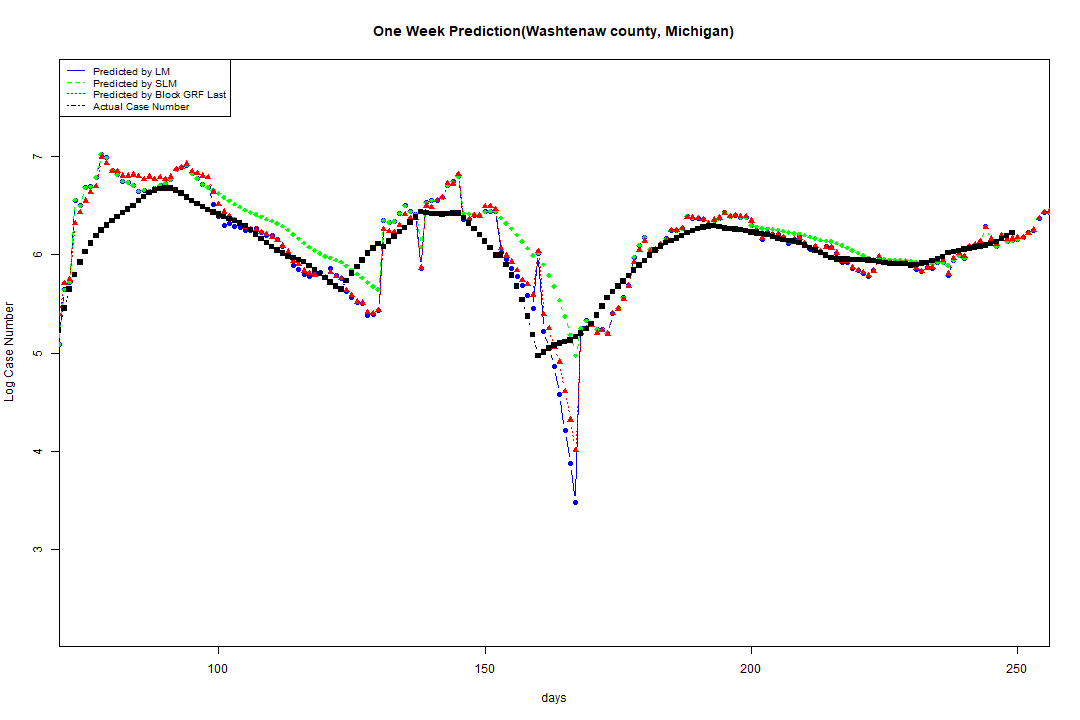 One Week Prediction(Washtenaw county, Michigan)
Predicted by LM
Predicted by SLM
Predicted by Block GRF Last
Actual Case Number
7
6
5
4
3
Log Case Number
100 150 200 250
days